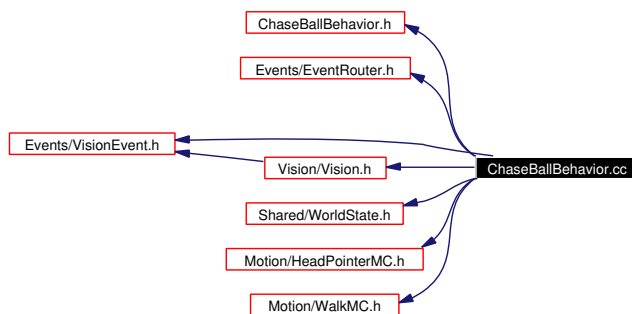 ChaseBallBehavior.h
Events/EventRouter.h
Events/VisionEvent.h
Vision/Vision.h
ChaseBallBehavior.cc
Shared/WorldState.h
Motion/HeadPointerMC.h
Motion/WalkMC.h